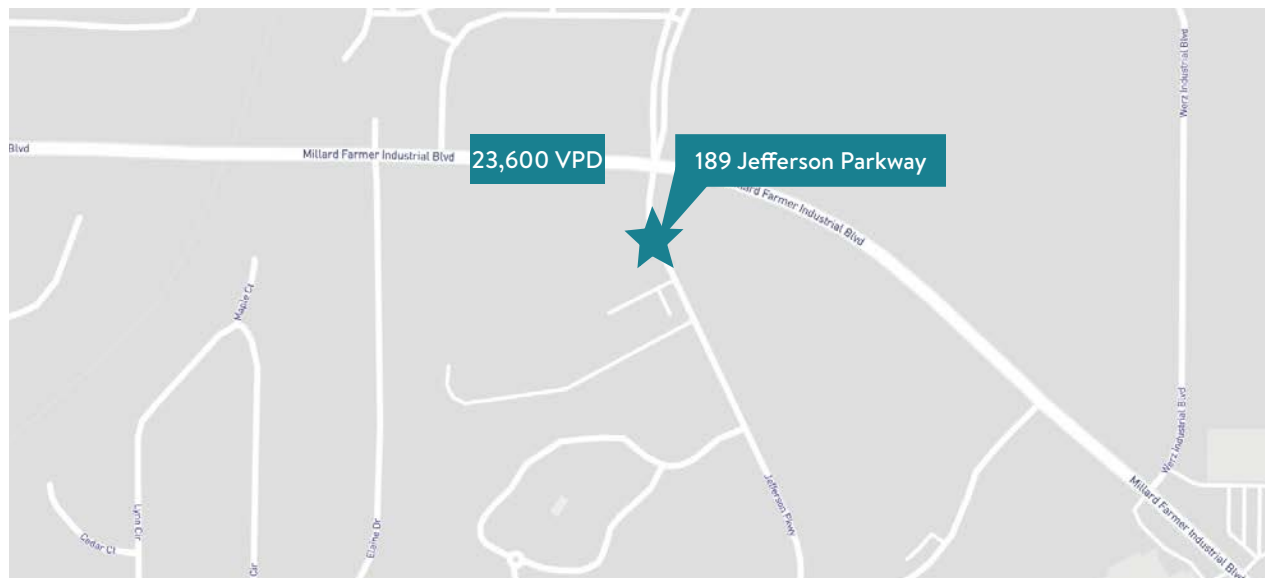 Werz Industrial Blvd
Blvd
Millard Farmer Industrial Blvd
23,600 VPD
189 Jefferson Parkway
Farmer Industrial Blvd
Maple Ct
Werz Industrial Blvd
Cedar Ct
Lynn Cir
Cir
Elaine Dr
Jefferson Pkwy
Millard Farmer Industrial Blvd